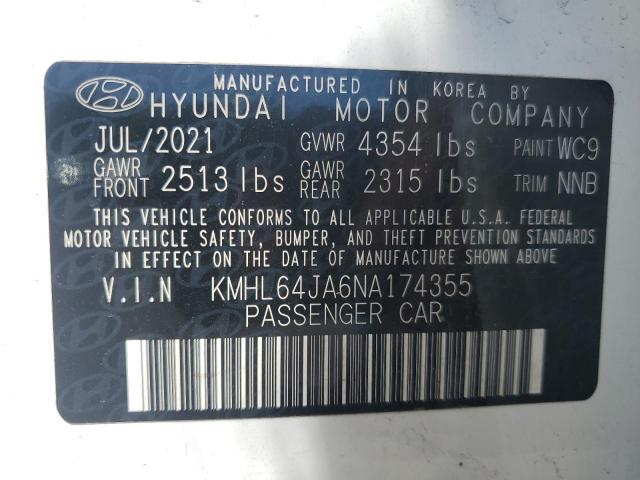 MANUFACTURED IN KOREA BY
HYUNDAI MOTOR COMPANY
JUL/2021 GVWR 4354 lbs PAINT WC9
GAWR FRONT 2513 lbs GAWR REAR 2315 lbs TRIM NNB
THIS VEHICLE CONFORMS TO ALL APPLICABLE U.S.A. FEDERAL
MOTOR VEHICLE SAFETY, BUMPER, AND THEFT PREVENTION STANDARDS
IN EFFECT ON THE DATE OF MANUFACTURE SHOWN ABOVE.
V.I.N KMHL64JA6NA174355
PASSENGER CAR